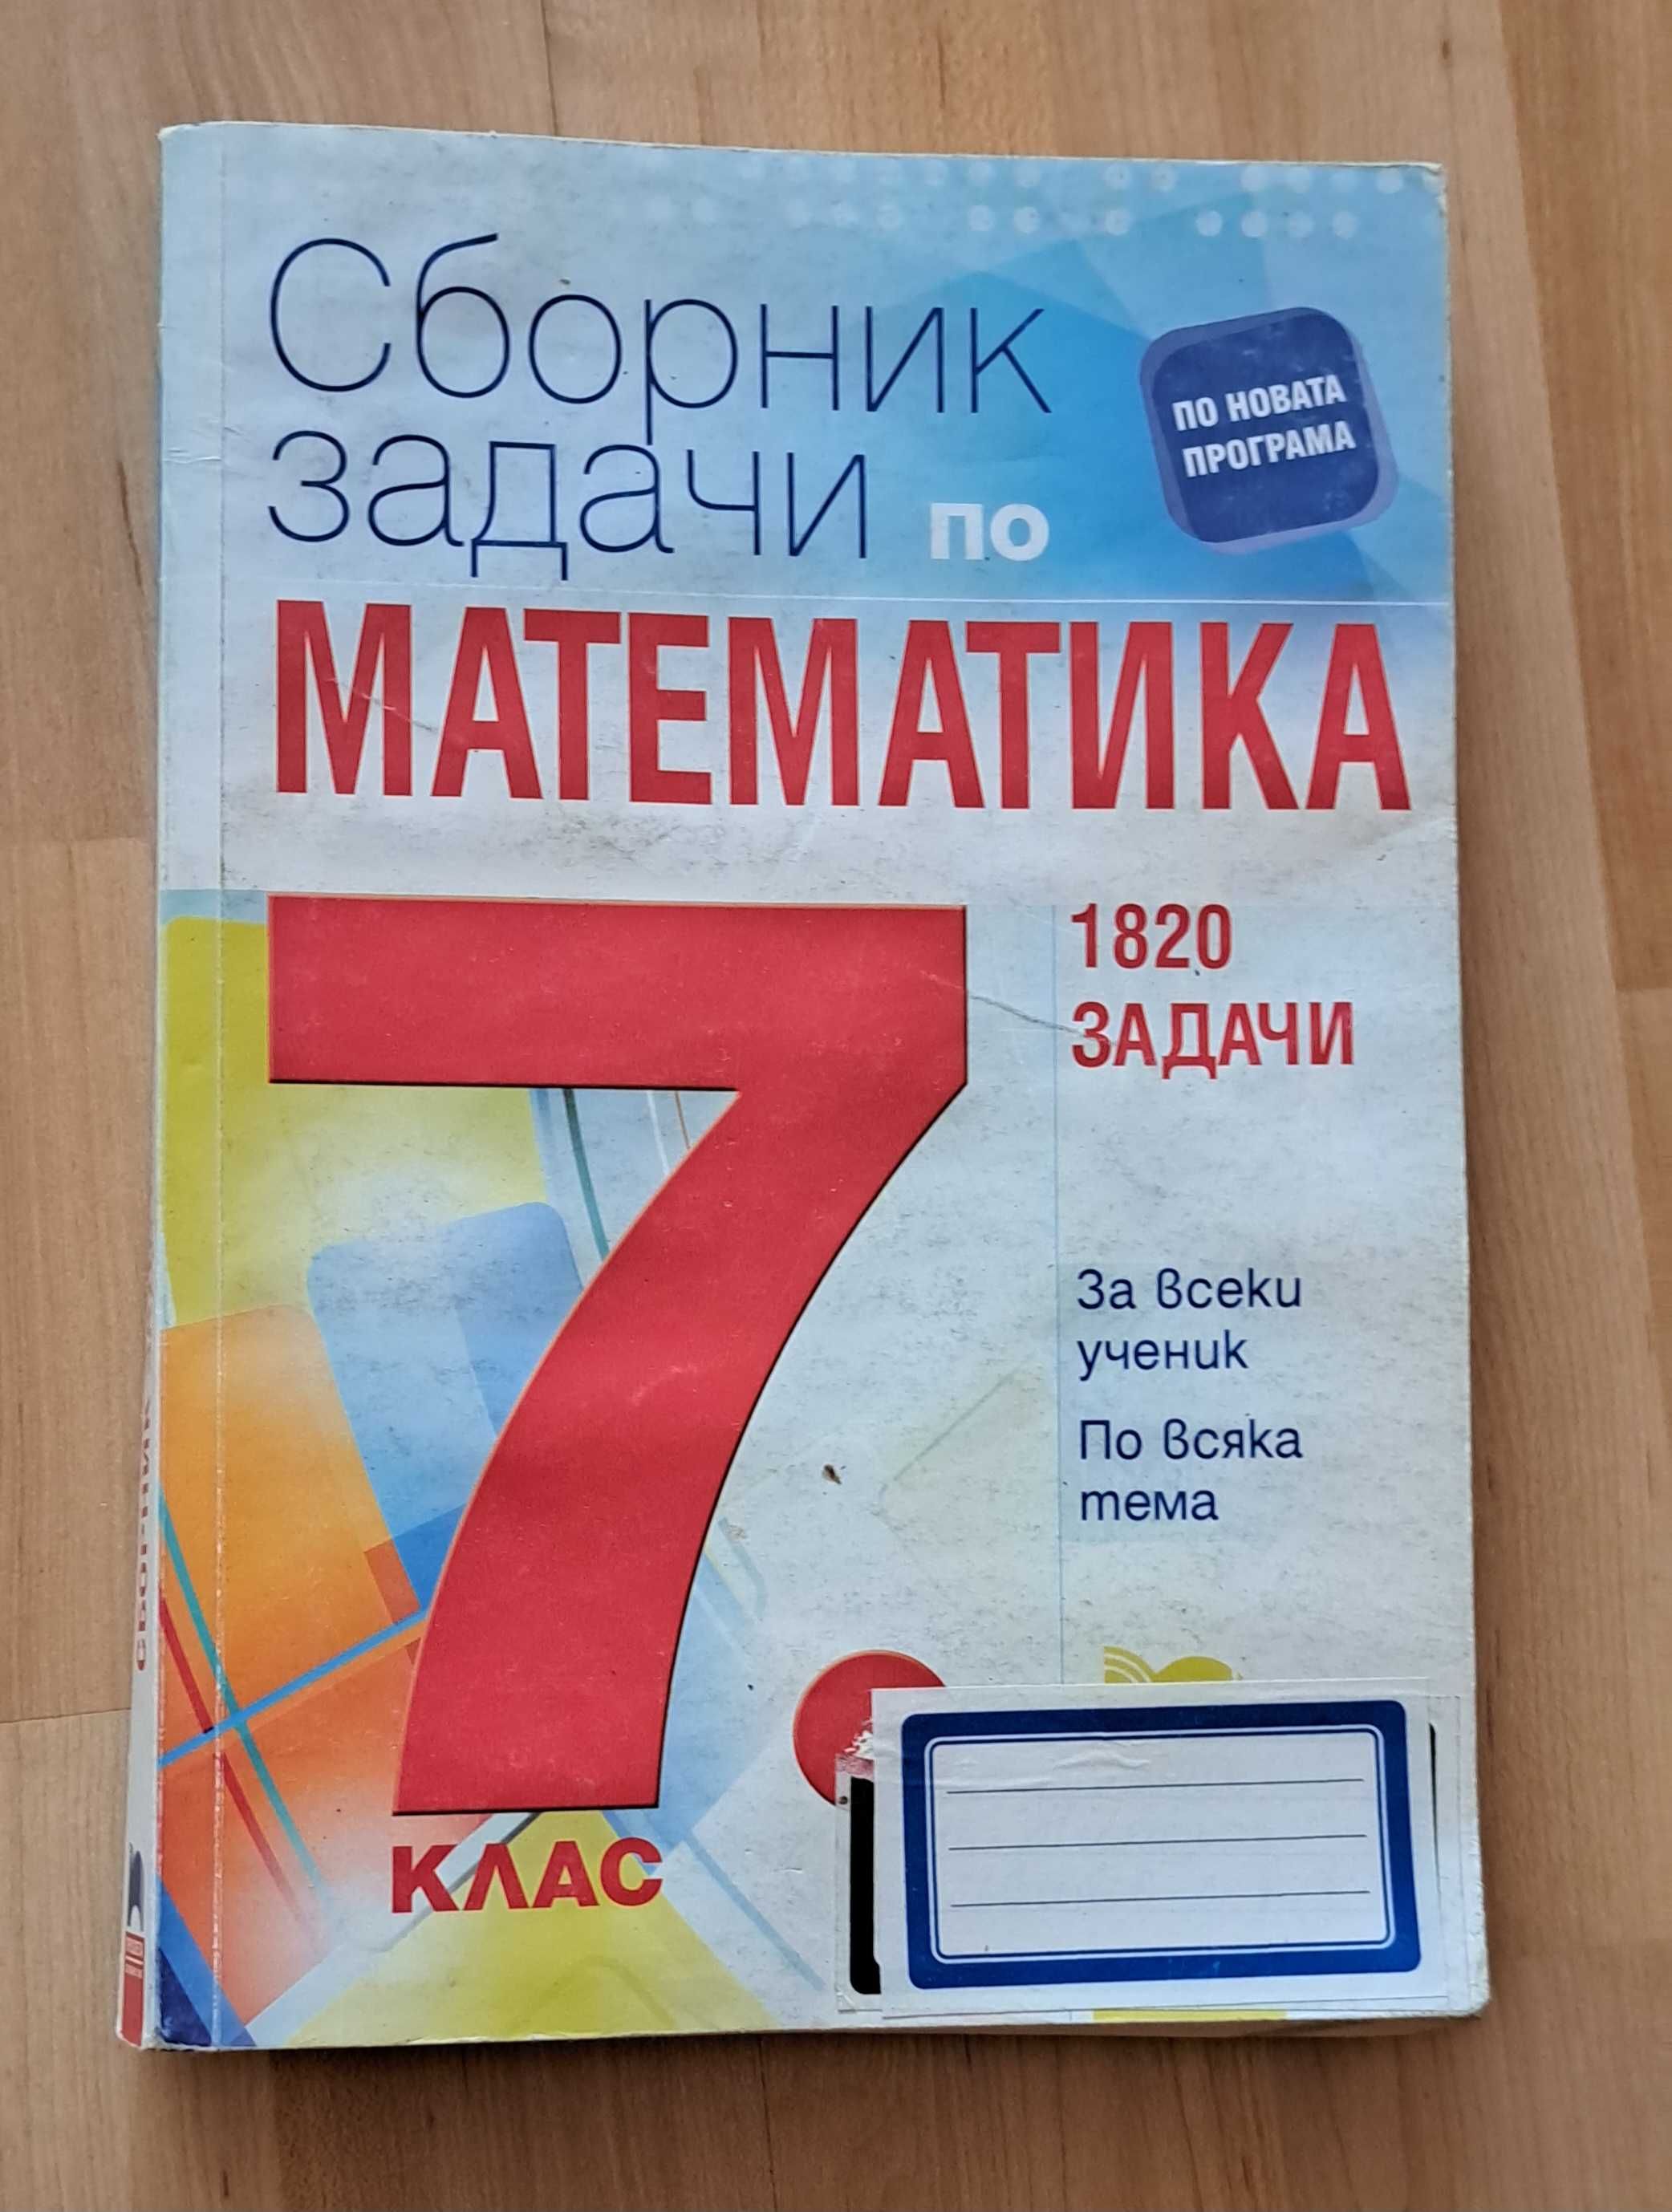 Сборник
задачи по
МАТЕМАТИКА
ПО НОВАТА
ПРОГРАМА
7.
КЛАС
1820
ЗАДАЧИ
За всеки
ученик
По всяка
тема